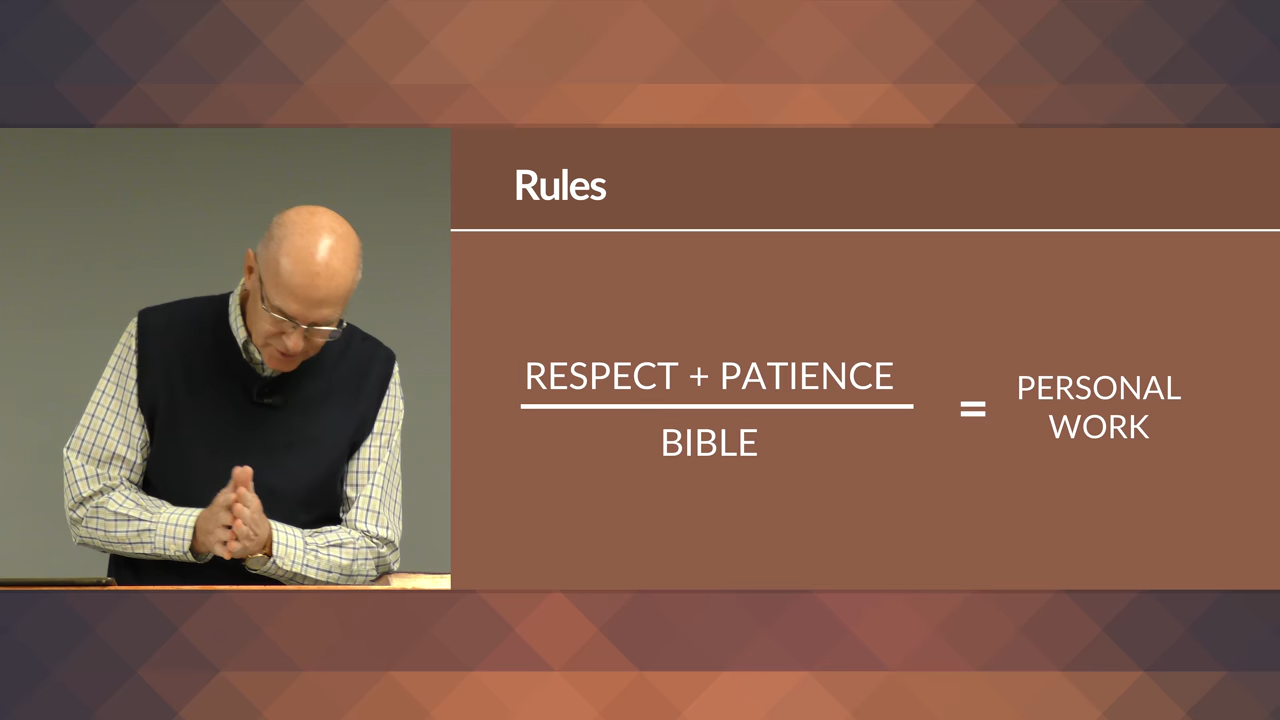 Rules
RESPECT + PATIENCE
BIBLE
=
PERSONAL
WORK